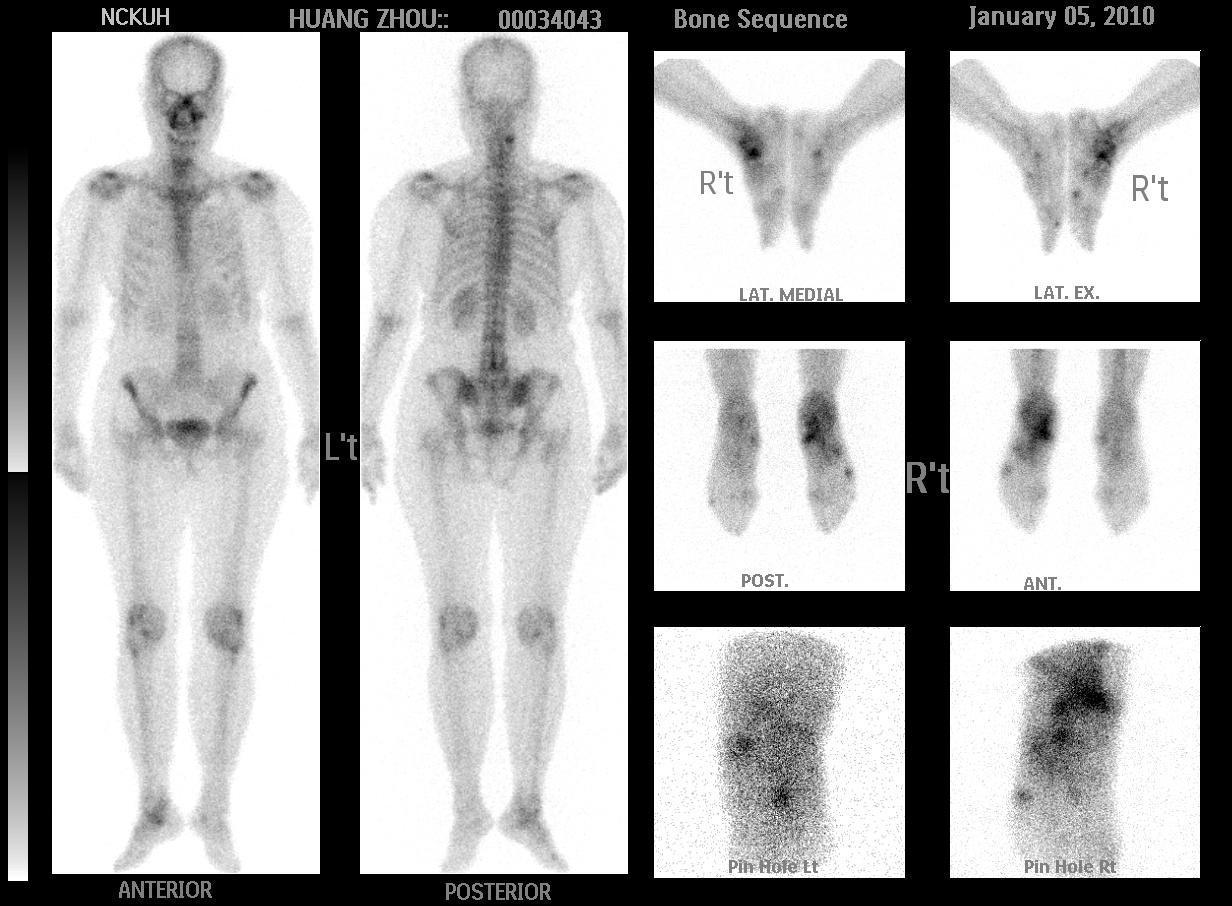 NCKUH HUANG ZHOU:: 00034043 Bone Sequence January 05, 2010
R't
R't
LAT. MEDIAL
LAT. EX.
L't
R't
POST.
ANT.
Pin Hole Lt
Pin Hole Rt
ANTERIOR
POSTERIOR